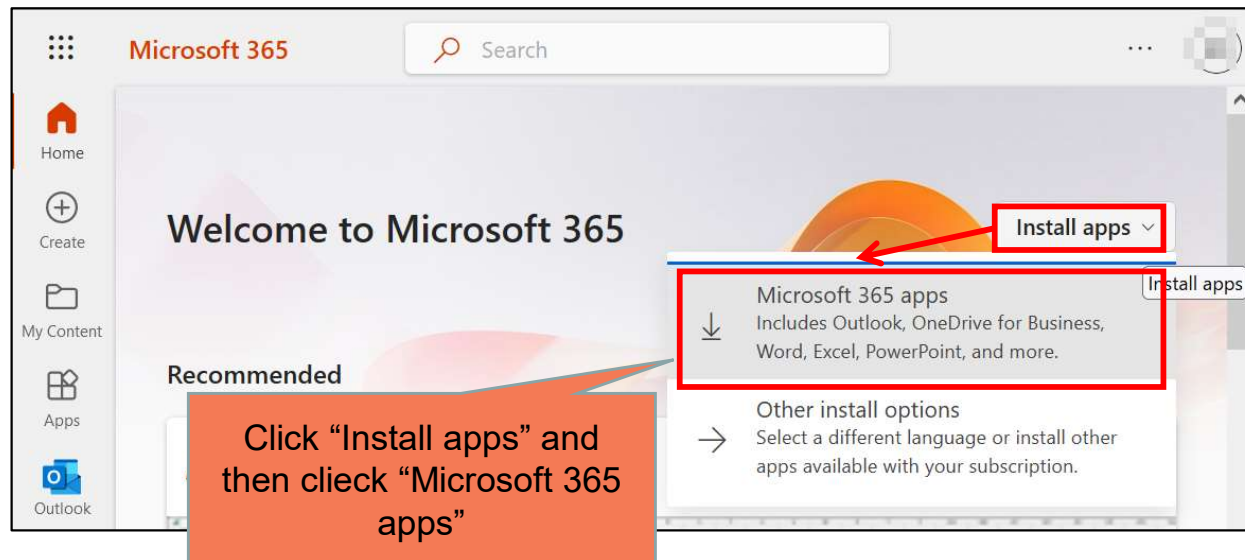 Microsoft 365
Search
...
Home
Create
Welcome to Microsoft 365
Install apps
Install apps
Microsoft 365 apps
Includes Outlook, OneDrive for Business,
Word, Excel, PowerPoint, and more.
My Content
Recommended
Apps
Other install options
Select a different language or install other
apps available with your subscription.
Click “Install apps” and
then clieck “Microsoft 365
apps”
Outlook